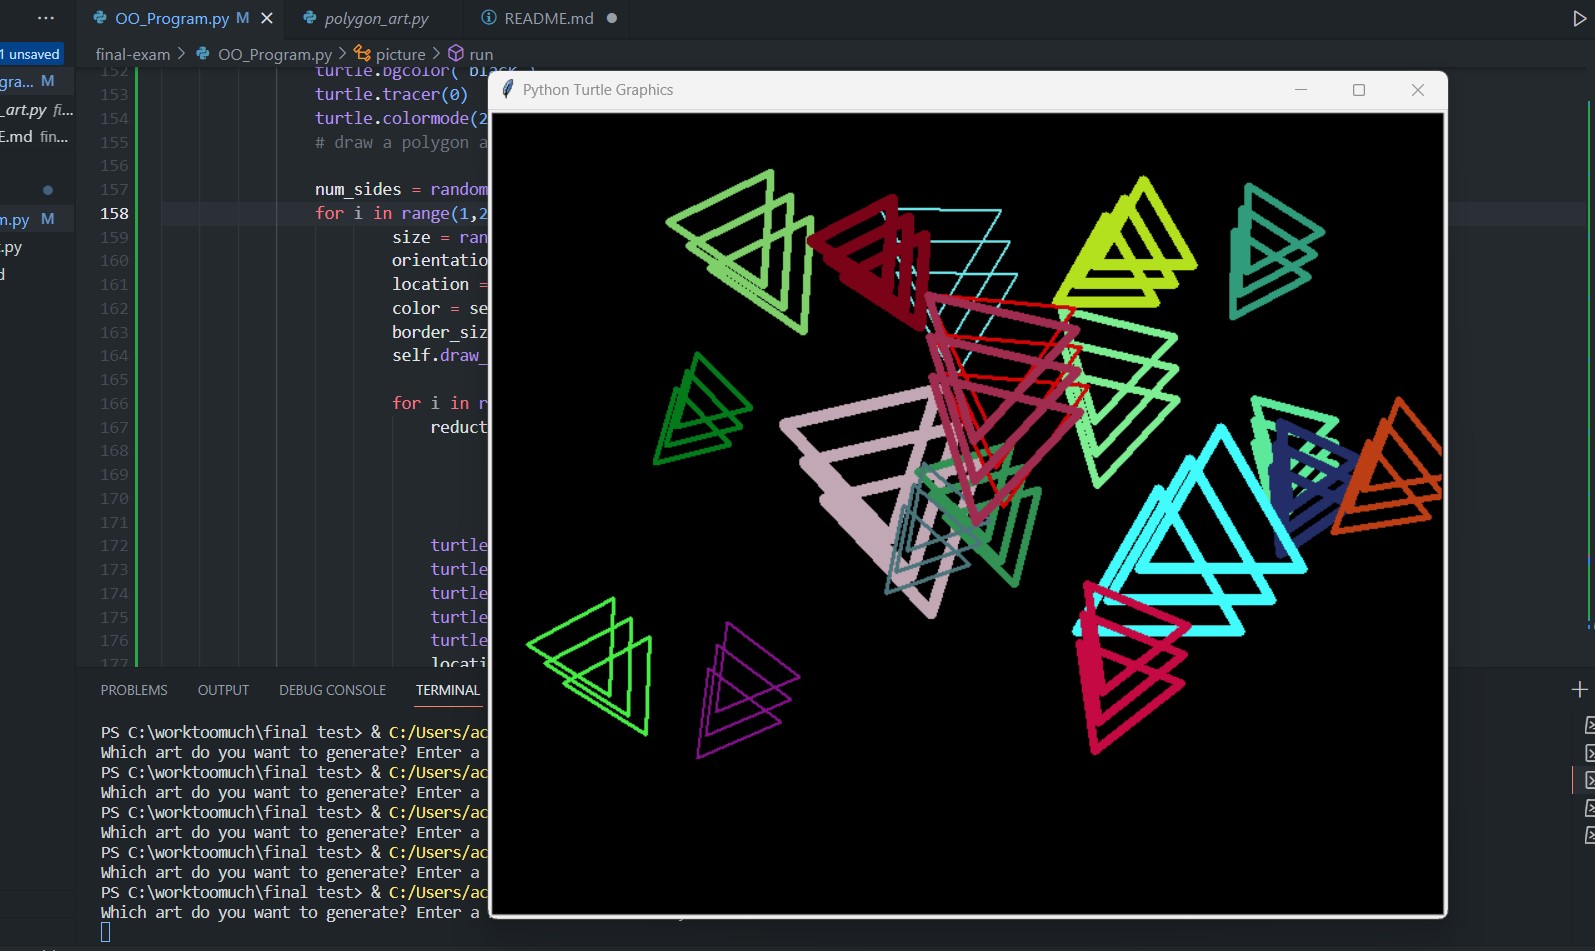 OO_Program.py M
polygon_art.py
README.md
1 unsaved
final-exam > OO_Program.py > picture > run
gra... M
_art.py fi...
E.md fin...
m.py M
.py
d
152 turtle.bgcolor(
153 turtle.tracer(0)
154 turtle.colormode(2
155 # draw a polygon a
156
157 num_sides = random
158 for i in range(1,2
159 size = ran
160 orientatio
161 location =
162 color = se
163 border_siz
164 self.draw_
165
166 for i in r
167 reduct
168
169
170
171
172 turtle
173 turtle
174 turtle
175 turtle
176 turtle
177 locati
Python Turtle Graphics
PROBLEMS OUTPUT DEBUG CONSOLE TERMINAL
PS C:\worktoomuch\final test> & C:/Users/ac
Which art do you want to generate? Enter a
PS C:\worktoomuch\final test> & C:/Users/ac
Which art do you want to generate? Enter a
PS C:\worktoomuch\final test> & C:/Users/ac
Which art do you want to generate? Enter a
PS C:\worktoomuch\final test> & C:/Users/ac
Which art do you want to generate? Enter a
PS C:\worktoomuch\final test> & C:/Users/ac
Which art do you want to generate? Enter a